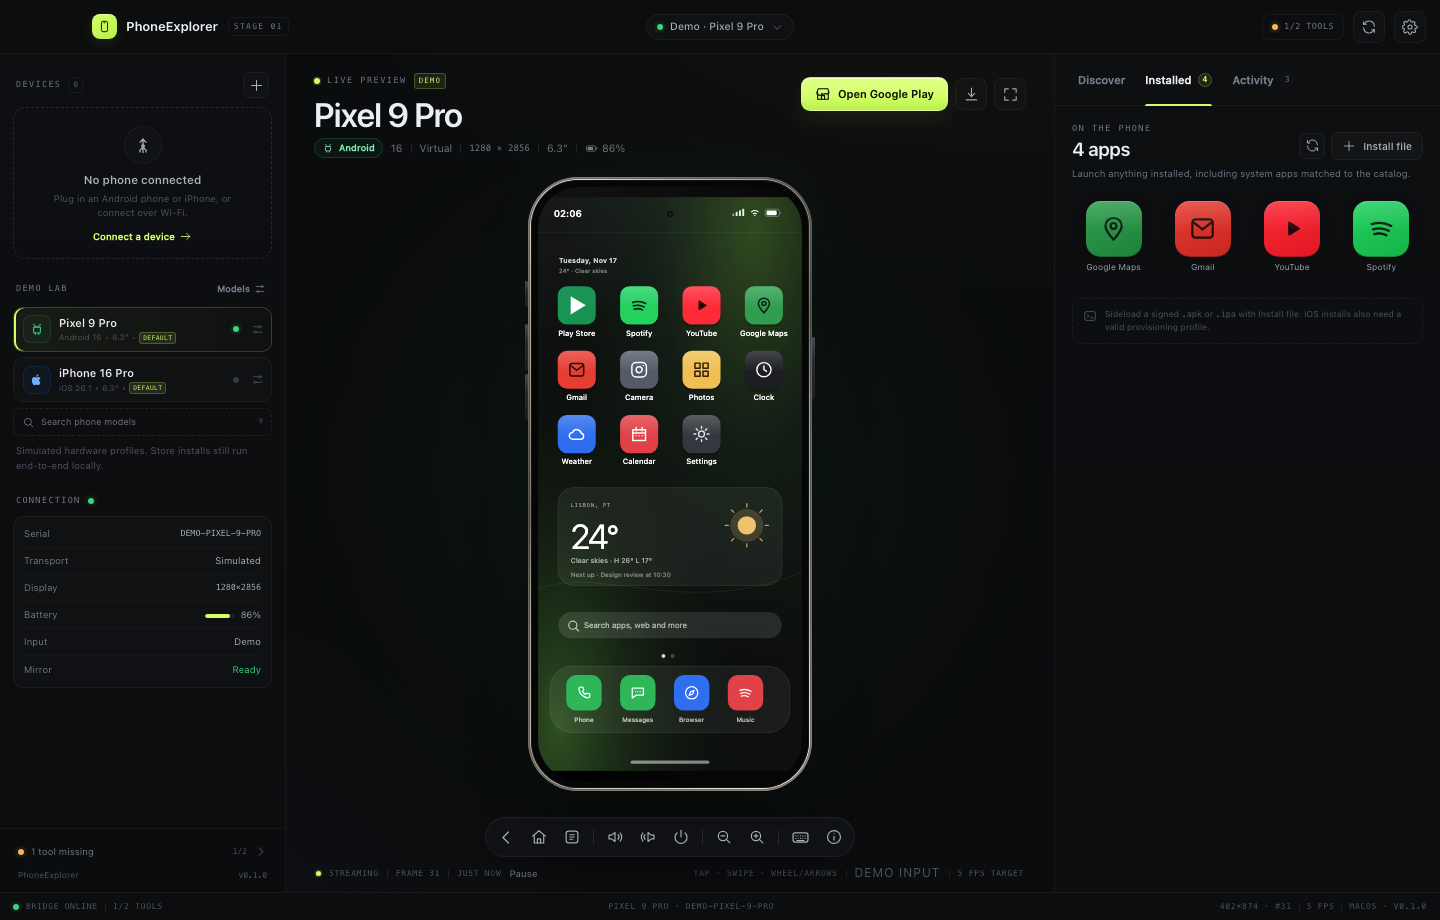 PhoneExplorer STAGE 01
Demo · Pixel 9 Pro
1/2 TOOLS
DEVICES 0
No phone connected
Plug in an Android phone or iPhone, or
connect over Wi-Fi.
Connect a device →
DEMO LAB Models
Pixel 9 Pro
Android 16 • 6.3" • DEFAULT
iPhone 16 Pro
iOS 26.1 • 6.3" • DEFAULT
Search phone models 9
Simulated hardware profiles. Store installs still run
end-to-end locally.
CONNECTION
Serial DEMO-PIXEL-9-PRO
Transport Simulated
Display 1280×2856
Battery 86%
Input Demo
Mirror Ready
1 tool missing 1/2
PhoneExplorer v0.1.0
LIVE PREVIEW DEMO
Pixel 9 Pro
Android 16 | Virtual | 1280 × 2856 | 6.3" | 86%
Open Google Play
02:06
Tuesday, Nov 17
24° · Clear skies
Play Store Spotify YouTube Google Maps
Gmail Camera Photos Clock
Weather Calendar Settings
LISBON, PT
24°
Clear skies · H 26° L 17°
Next up · Design review at 10:30
Search apps, web and more
Phone Messages Browser Music
STREAMING | FRAME 31 | JUST NOW Pause
TAP · SWIPE · WHEEL/ARROWS | DEMO INPUT | 5 FPS TARGET
Discover Installed 4 Activity 3
ON THE PHONE
4 apps
Install file
Launch anything installed, including system apps matched to the catalog.
Google Maps Gmail YouTube Spotify
Sideload a signed .apk or .ipa with Install file. iOS installs also need a
valid provisioning profile.
BRIDGE ONLINE | 1/2 TOOLS
PIXEL 9 PRO · DEMO-PIXEL-9-PRO
402×874 · #31 | 5 FPS | MACOS · V0.1.0